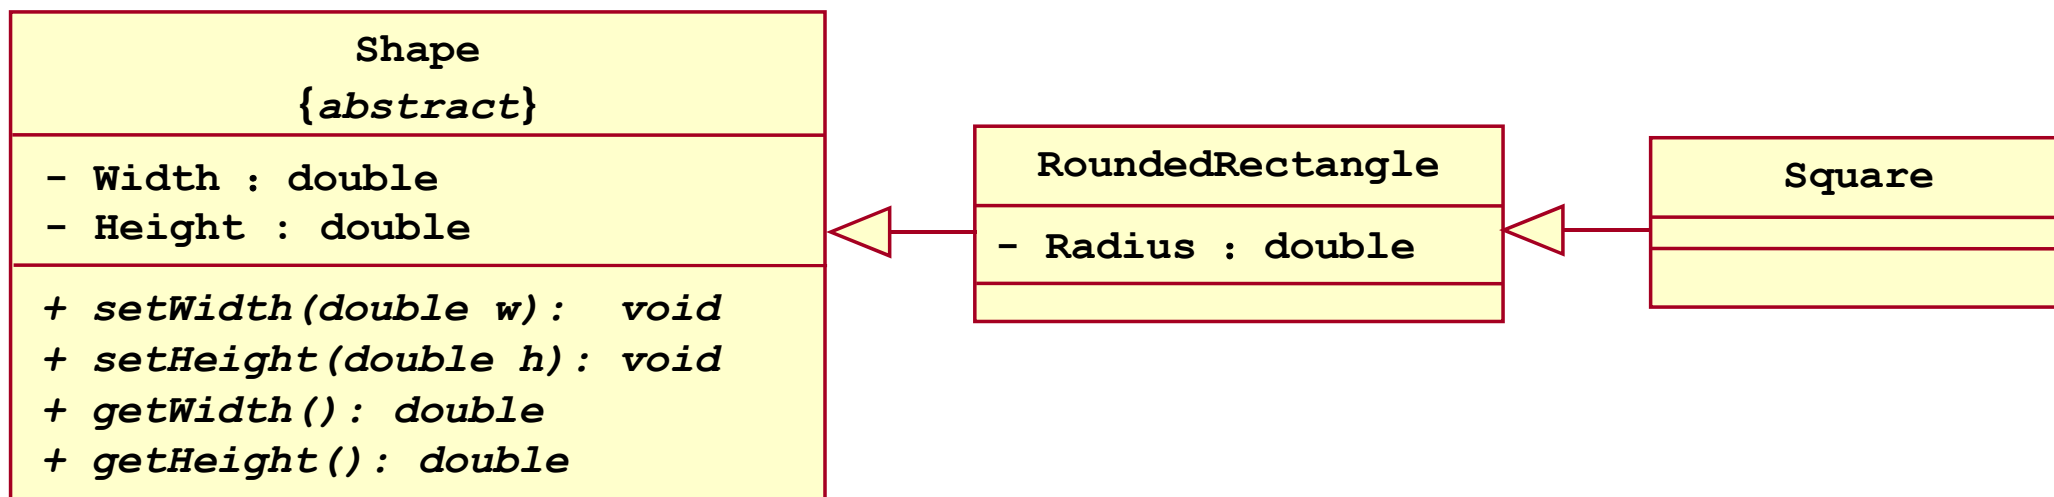 Shape
{abstract}
- Width : double
- Height : double
+ setWidth(double w):  void
+ setHeight(double h): void
+ getWidth(): double
+ getHeight(): double
RoundedRectangle
- Radius : double
Square